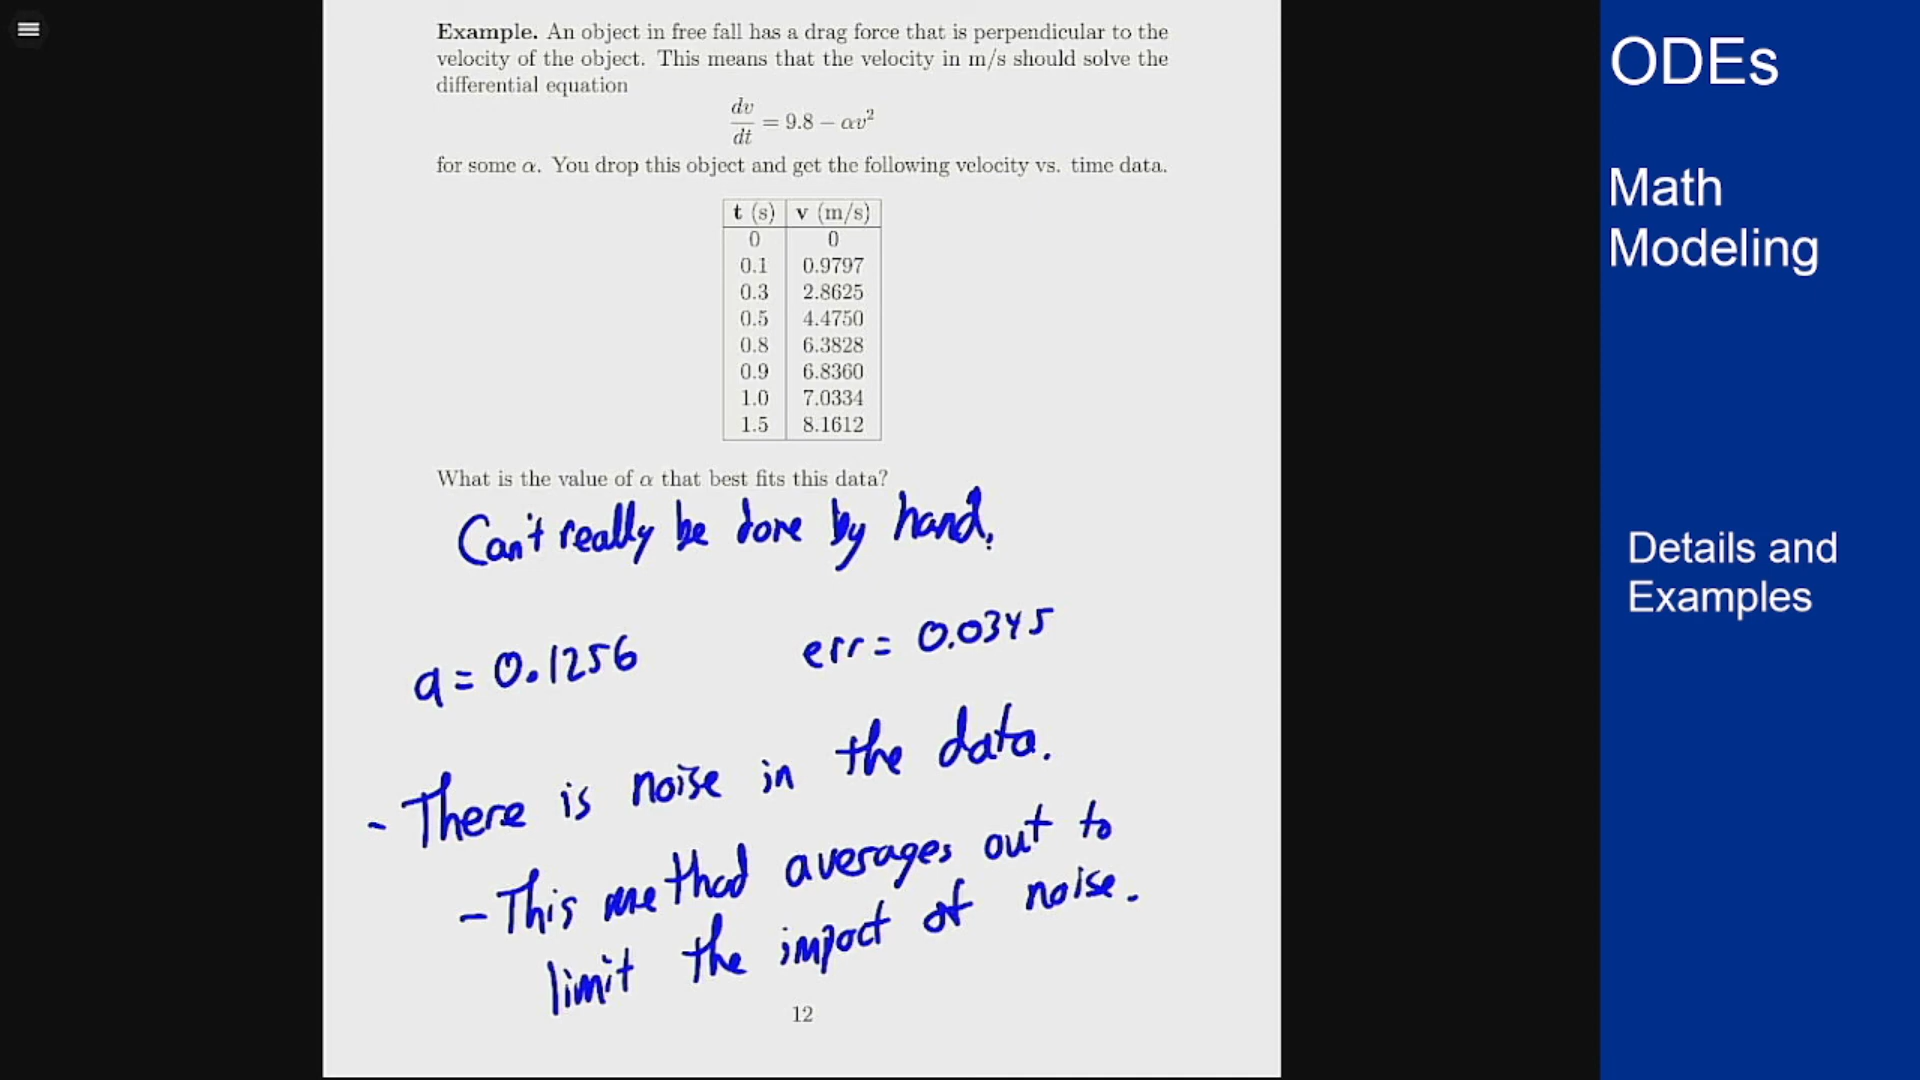 Example. An object in free fall has a drag force that is perpendicular to the
velocity of the object. This means that the velocity in m/s should solve the
differential equation
dv/dt = 9.8 − αv²
for some α. You drop this object and get the following velocity vs. time data.
t (s) v (m/s)
0 0
0.1 0.9797
0.3 2.8625
0.5 4.4750
0.8 6.3828
0.9 6.8360
1.0 7.0334
1.5 8.1612
What is the value of α that best fits this data?
Can't really be done by hand.
a = 0.1256 err = 0.0345
- There is noise in the data.
- This method averages out to
limit the impact of noise.
12
ODEs
Math
Modeling
Details and
Examples